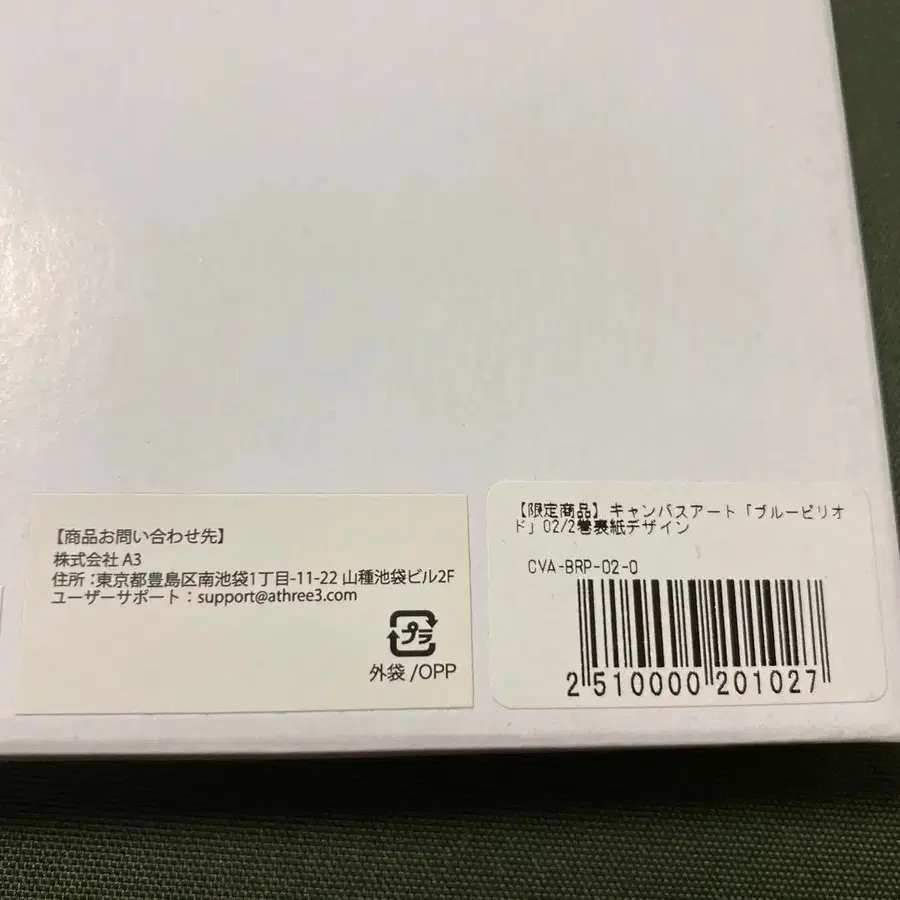 【商品お問い合わせ先】
株式会社 A3
住所：東京都豊島区南池袋1丁目-11-22 山種池袋ビル2F
ユーザーサポート：support@athree3.com
プラ
外袋 /OPP
【限定商品】キャンバスアート「ブルーピリオ
ド」02/2巻表紙デザイン
CVA-BRP-02-0
2 510000 201027